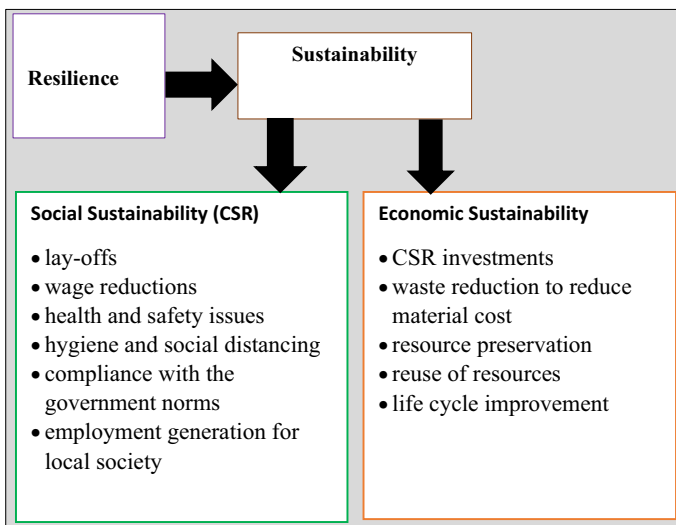 Resilience
Sustainability
Social Sustainability (CSR)
• lay-offs
• wage reductions
• health and safety issues
• hygiene and social distancing
• compliance with the
government norms
• employment generation for
local society
Economic Sustainability
• CSR investments
• waste reduction to reduce
material cost
• resource preservation
• reuse of resources
• life cycle improvement